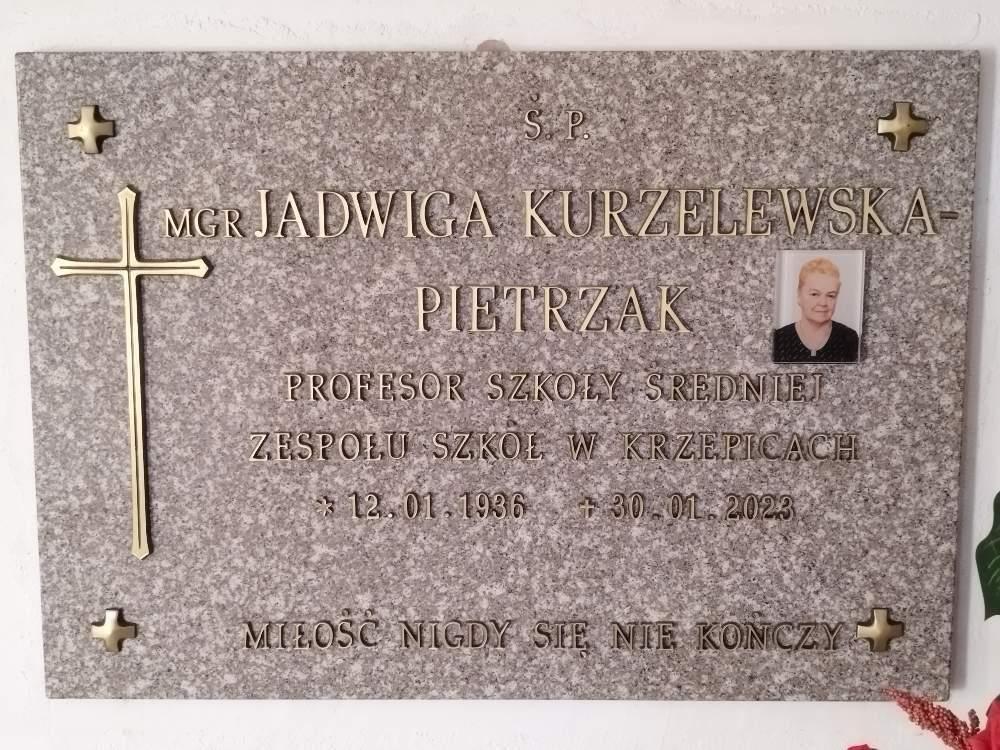 Ś. P.
MGR JADWIGA KURZELEWSKA-
PIETRZAK
PROFESOR SZKOŁY ŚREDNIEJ
ZESPOŁU SZKÓŁ W KRZEPICACH
* 12.01.1936 ✝ 30.01.2023
MIŁOŚĆ NIGDY SIĘ NIE KOŃCZY